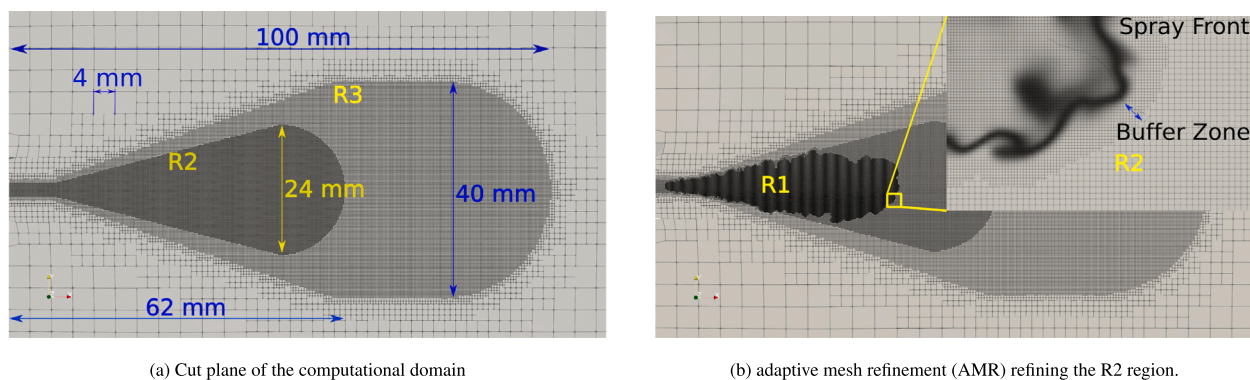 100 mm
4 mm
R3
R2
24 mm
40 mm
62 mm
(a) Cut plane of the computational domain
Spray Front
Buffer Zone
R2
R1
(b) adaptive mesh refinement (AMR) refining the R2 region.